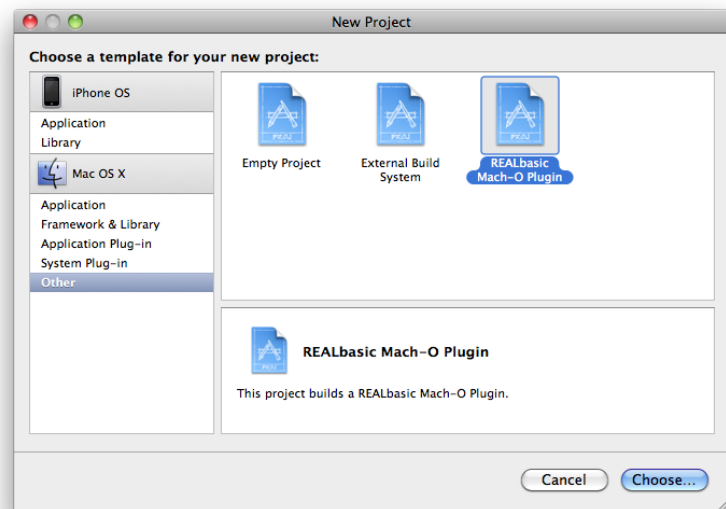 New Project
Choose a template for your new project:
iPhone OS
Application
Library
Mac OS X
Application
Framework & Library
Application Plug-in
System Plug-in
Other
Empty Project
External Build
System
REALbasic
Mach-O Plugin
REALbasic Mach-O Plugin
This project builds a REALbasic Mach-O Plugin.
Cancel
Choose...